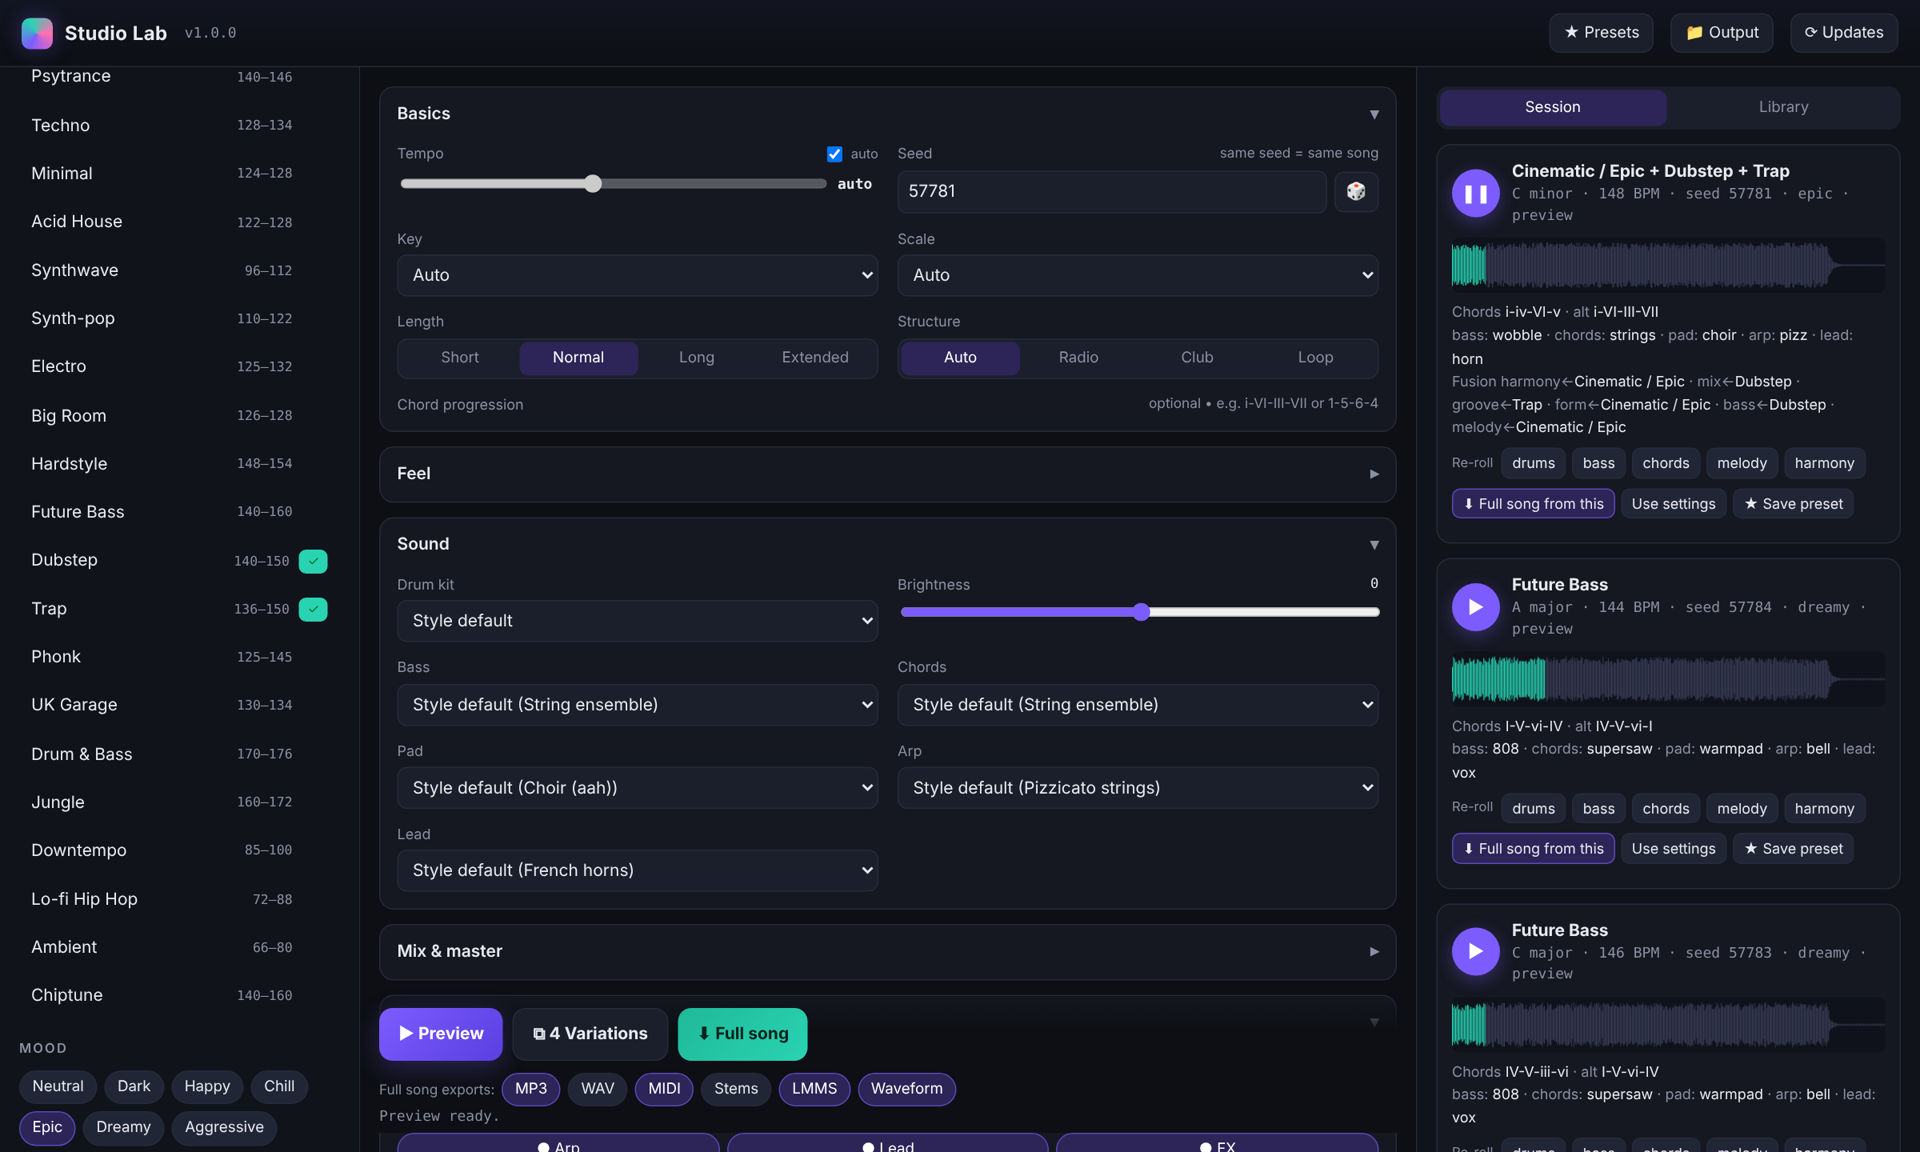 Studio Lab v1.0.0
★ Presets
📁 Output
⟳ Updates
Psytrance 140–146
Techno 128–134
Minimal 124–128
Acid House 122–128
Synthwave 96–112
Synth-pop 110–122
Electro 125–132
Big Room 126–128
Hardstyle 148–154
Future Bass 140–160
Dubstep 140–150 ✓
Trap 136–150 ✓
Phonk 125–145
UK Garage 130–134
Drum & Bass 170–176
Jungle 160–172
Downtempo 85–100
Lo-fi Hip Hop 72–88
Ambient 66–80
Chiptune 140–160
MOOD
Neutral Dark Happy Chill
Epic Dreamy Aggressive
Basics ▼
Tempo auto
auto
Seed same seed = same song
57781
Key
Auto
Scale
Auto
Length
Short Normal Long Extended
Structure
Auto Radio Club Loop
Chord progression optional • e.g. i-VI-III-VII or 1-5-6-4
Feel ▶
Sound ▼
Drum kit
Style default
Brightness 0
Bass
Style default (String ensemble)
Chords
Style default (String ensemble)
Pad
Style default (Choir (aah))
Arp
Style default (Pizzicato strings)
Lead
Style default (French horns)
Mix & master ▶
▶ Preview
⧉ 4 Variations
⬇ Full song
Full song exports: MP3 WAV MIDI Stems LMMS Waveform
Preview ready.
● Arp ● Lead ● FX
Session Library
Cinematic / Epic + Dubstep + Trap
C minor · 148 BPM · seed 57781 · epic ·
preview
Chords i-iv-VI-v · alt i-VI-III-VII
bass: wobble · chords: strings · pad: choir · arp: pizz · lead:
horn
Fusion harmony←Cinematic / Epic · mix←Dubstep ·
groove←Trap · form←Cinematic / Epic · bass←Dubstep ·
melody←Cinematic / Epic
Re-roll drums bass chords melody harmony
⬇ Full song from this Use settings ★ Save preset
Future Bass
A major · 144 BPM · seed 57784 · dreamy ·
preview
Chords I-V-vi-IV · alt IV-V-vi-I
bass: 808 · chords: supersaw · pad: warmpad · arp: bell · lead:
vox
Re-roll drums bass chords melody harmony
⬇ Full song from this Use settings ★ Save preset
Future Bass
C major · 146 BPM · seed 57783 · dreamy ·
preview
Chords IV-V-iii-vi · alt I-V-vi-IV
bass: 808 · chords: supersaw · pad: warmpad · arp: bell · lead:
vox
Re-roll drums bass chords melody harmony